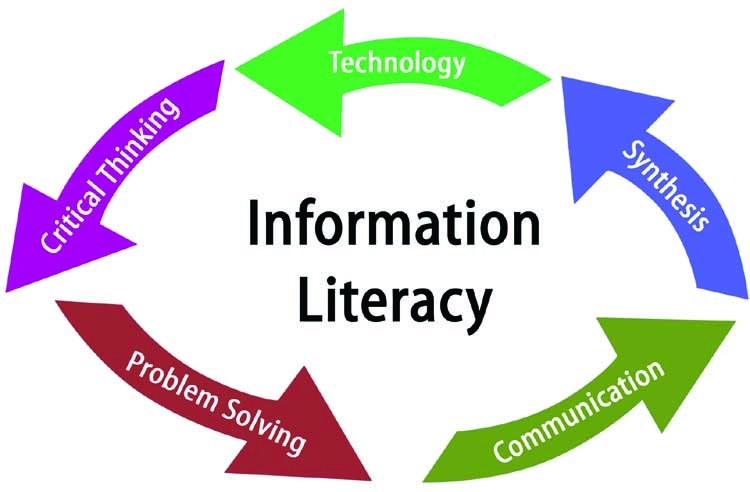 Technology
Critical Thinking
Synthesis
Information
Literacy
Problem Solving
Communication